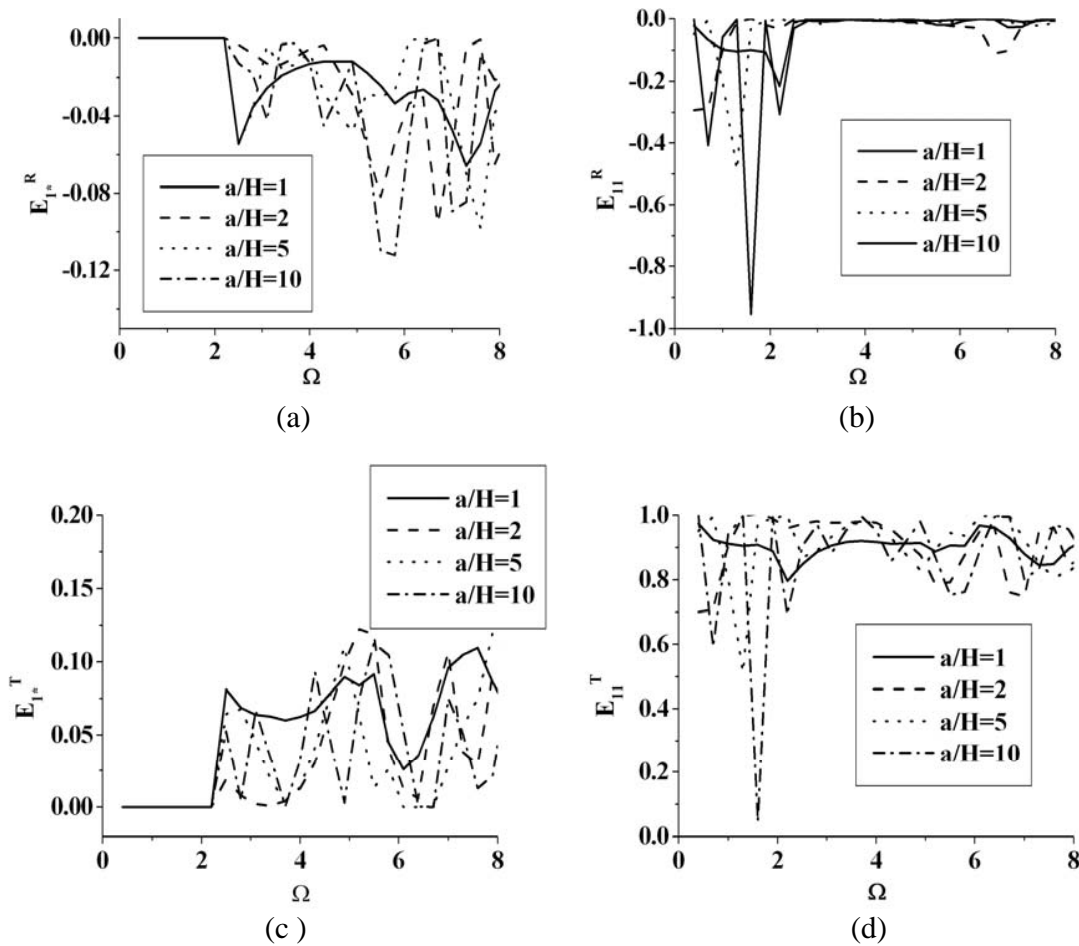 0.00
-0.04
-0.08
-0.12
E₁ₙᴿ
a/H=1
a/H=2
a/H=5
a/H=10
0 2 4 6 8
Ω
(a)
0.0
-0.2
-0.4
-0.6
-0.8
-1.0
E₁₁ᴿ
a/H=1
a/H=2
a/H=5
a/H=10
0 2 4 6 8
Ω
(b)
0.20
0.15
0.10
0.05
0.00
E₁ₙᵀ
a/H=1
a/H=2
a/H=5
a/H=10
0 2 4 6 8
Ω
(c )
1.0
0.8
0.6
0.4
0.2
0.0
E₁₁ᵀ
a/H=1
a/H=2
a/H=5
a/H=10
0 2 4 6 8
Ω
(d)